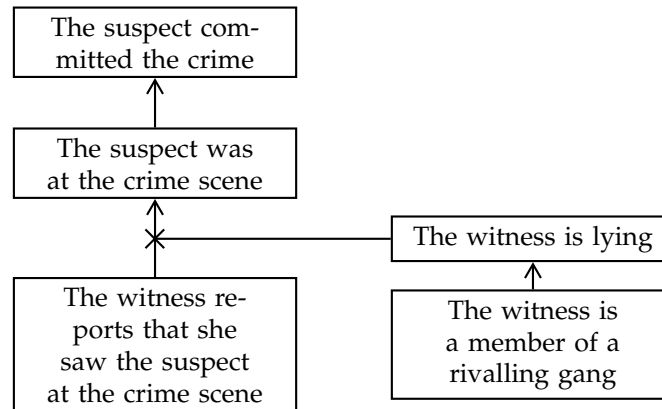 The suspect com-
mitted the crime
The suspect was
at the crime scene
The witness is lying
The witness re-
ports that she
saw the suspect
at the crime scene
The witness is
a member of a
rivalling gang